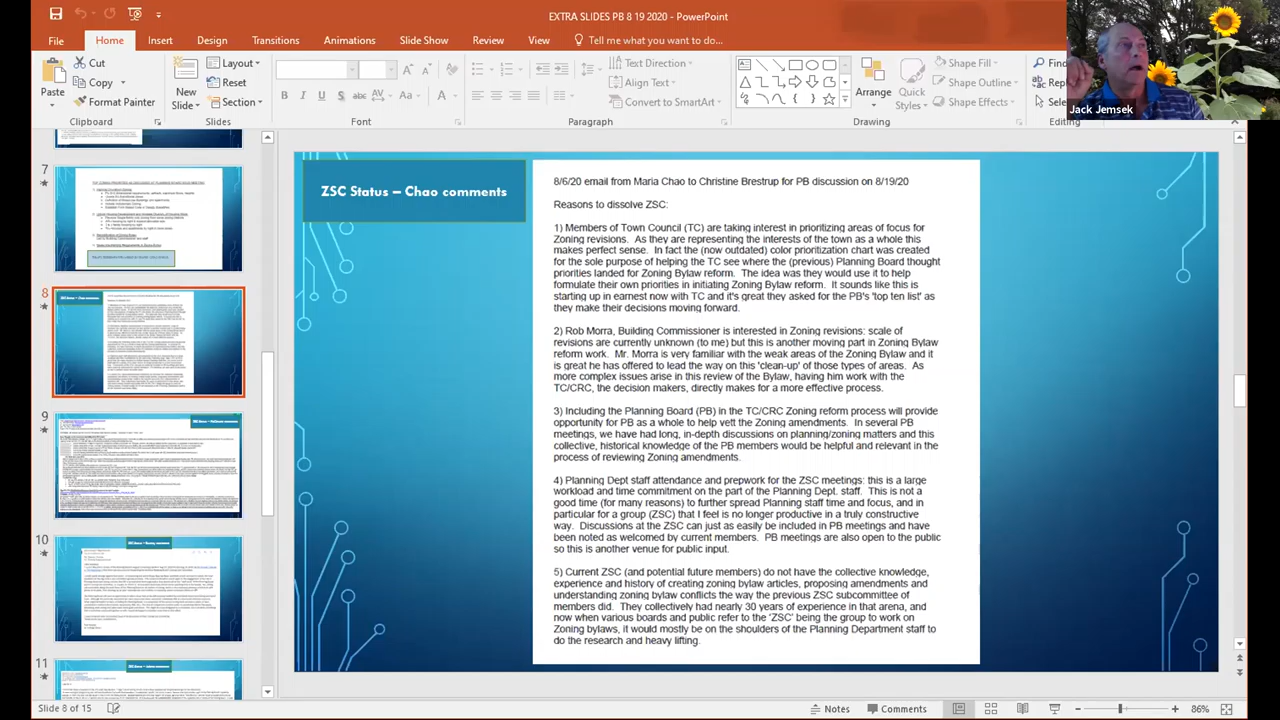 EXTRA SLIDES PB 8 19 2020 - PowerPoint
File Home Insert Design Transitions Animations Slide Show Review View Tell me what you want to do...
Paste
Cut
Copy
Format Painter
Clipboard
New
Slide
Layout
Reset
Section
Slides
B I U S abc AV Aa A
Font
Text Direction
Align Text
Convert to SmartArt
Paragraph
Arrange
Quick
Styles
Shape Fill
Shape Outline
Shape Effects
Drawing
Editing
Jack Jemsek
7
8
9
10
11
ZSC Status – Chao comments
email from Maria Chao to Christine Brestrup for PB discussion on 8/19/20
Reasons to dissolve ZSC:
1) Members of Town Council (TC) are taking interest in their areas of focus for
Zoning revisions. As they are representing the interests of the town as a whole this
makes perfect sense. In fact the (now outdated) color prioritization chart was created
for the sole purpose of helping the TC see where the (previous) Planning Board thought
priorities landed for Zoning Bylaw reform. The idea was they would use it to help
formulate their own priorities in initiating Zoning Bylaw reform. It sounds like this is
ringing up in earnest now with TC and it's great they asked for the PB's 'top ten list' as
they make their decisions moving forward.
2) Rob Morra, Building Commissioner is interested in Zoning revisions: scale of
revisions are currently unknown (to me) but this is another moving part in Zoning Bylaw
amendments. Mr. Morra is very familiar with the weak areas of the Zoning Bylaw and it
is great he has offered to lead the way on this 'clean-up' of those types of areas. As
more complex issues arise in this review of the Bylaw, having him work with the
TC/CRC, the decision makers, directly makes for a more effective process.
3) Including the Planning Board (PB) in the TC/CRC Zoning reform process will provide
opportunity for PB as a whole to help vett the Zoning amendments. In several PB
meetings, we've had long, in-depth discussions with the Planning Dept and this
collective, historical knowledge of the PB members would be helpful and relevant in the
process of reviewing Zoning amendments.
4) Planning Dept staff attendance and prepwork for these ZSC meetings: this is a large
workload and time commitment on the part of the planning staff. This is not a
good time (for many reasons) to further spread Planning staff time and focus, and in
particular for a group (ZSC) that I feel is no longer productive in a truly constructive
way. Discussions at the ZSC can just as easily be included in PB meetings and have
been noted as welcomed by current members. PB meetings are also open to the public
so this is another venue for public input.
5) Current ZSC (and potential future members) do not have the collective knowledge,
experience and history of creating zoning bylaw articles, zoning amendments and
understanding zoning bylaw conflicts the way the previous ZSC subcommittee of
successful. They collectively had nearly 30 years of experience in that arena, and
now when various boards and public refer to the 'ZSC' being the group to work on
Zoning bylaws, it would mostly be on the shoulders of the Planning Department staff to
do the research and heavy lifting.
Slide 8 of 15
Notes
Comments
86%